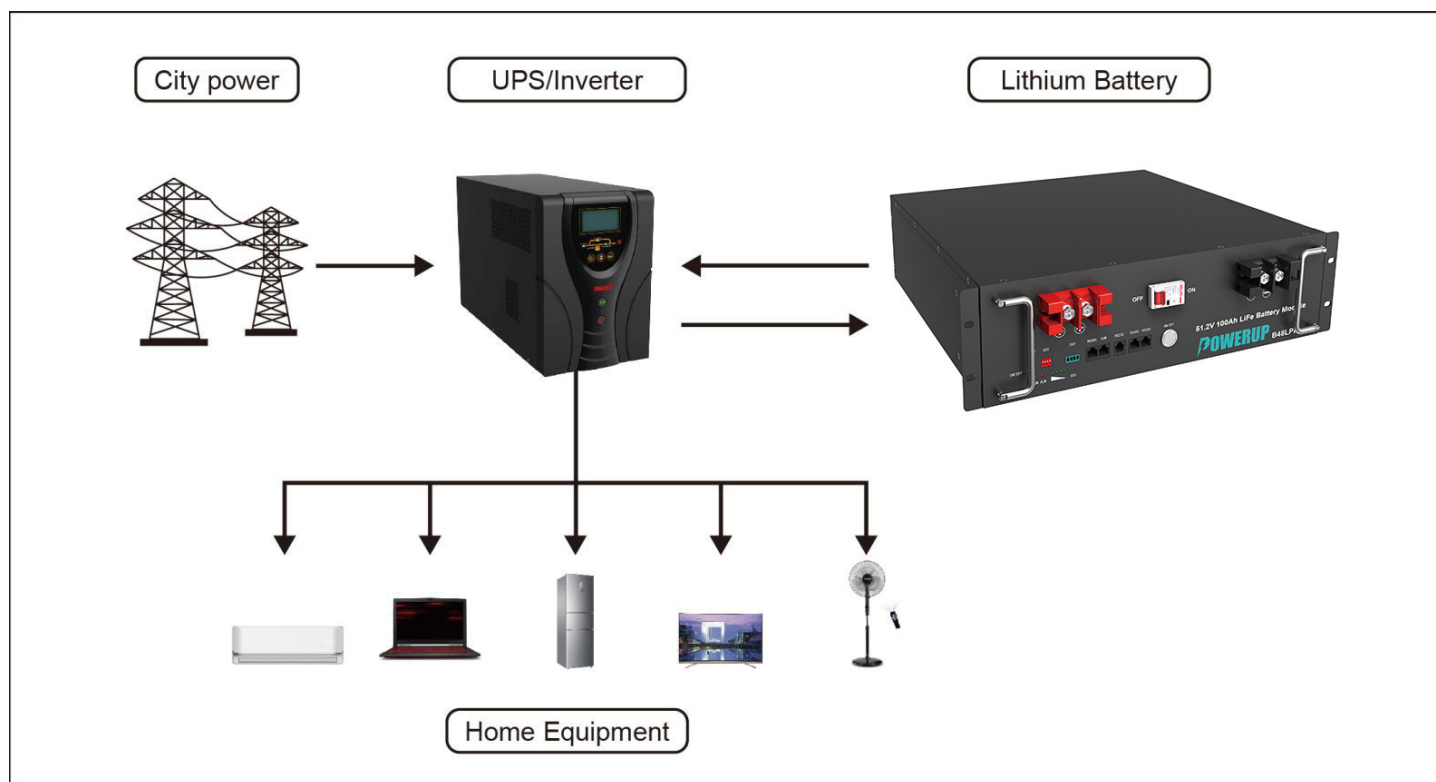 City power
UPS/Inverter
Lithium Battery
OFF
ON
51.2V 100Ah LiFe Battery Module
POWERUP
Home Equipment